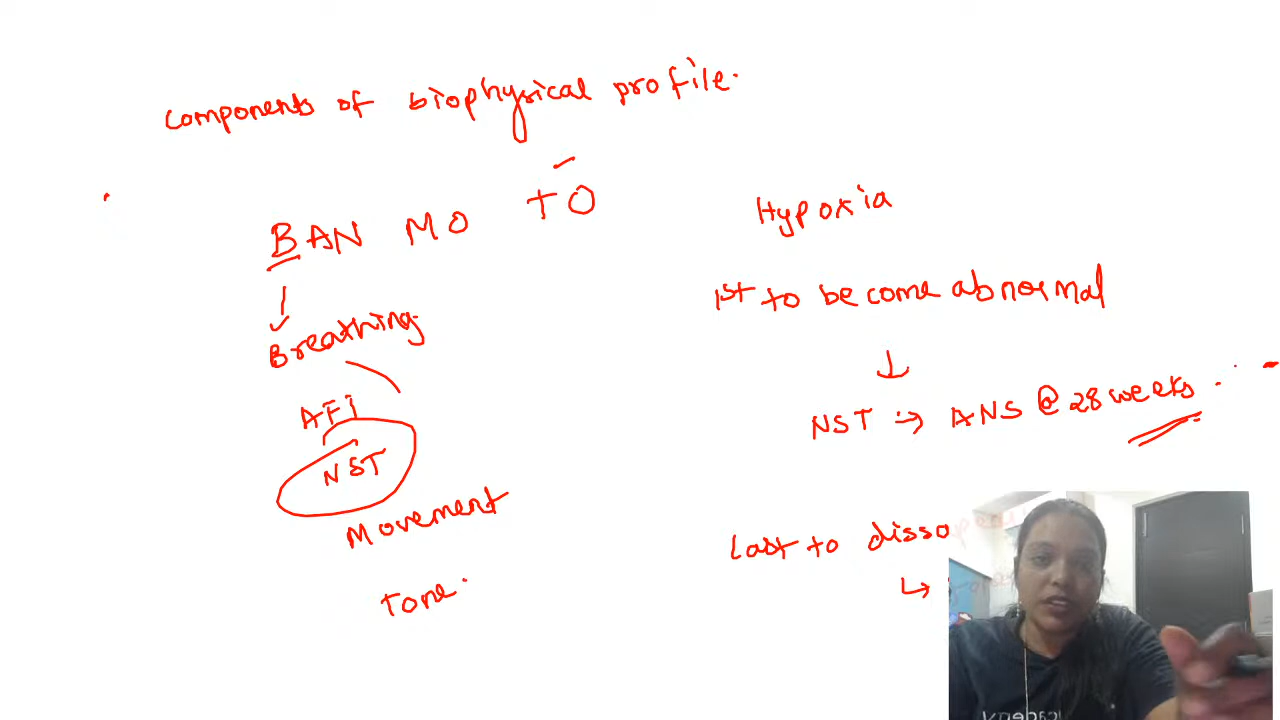 components of biophysical profile.
BAN MO TO
Breathing
AFI
NST
Movement
Tone.
Hypoxia
1st to become abnormal
NST → ANS @ 28 weeks
Last to